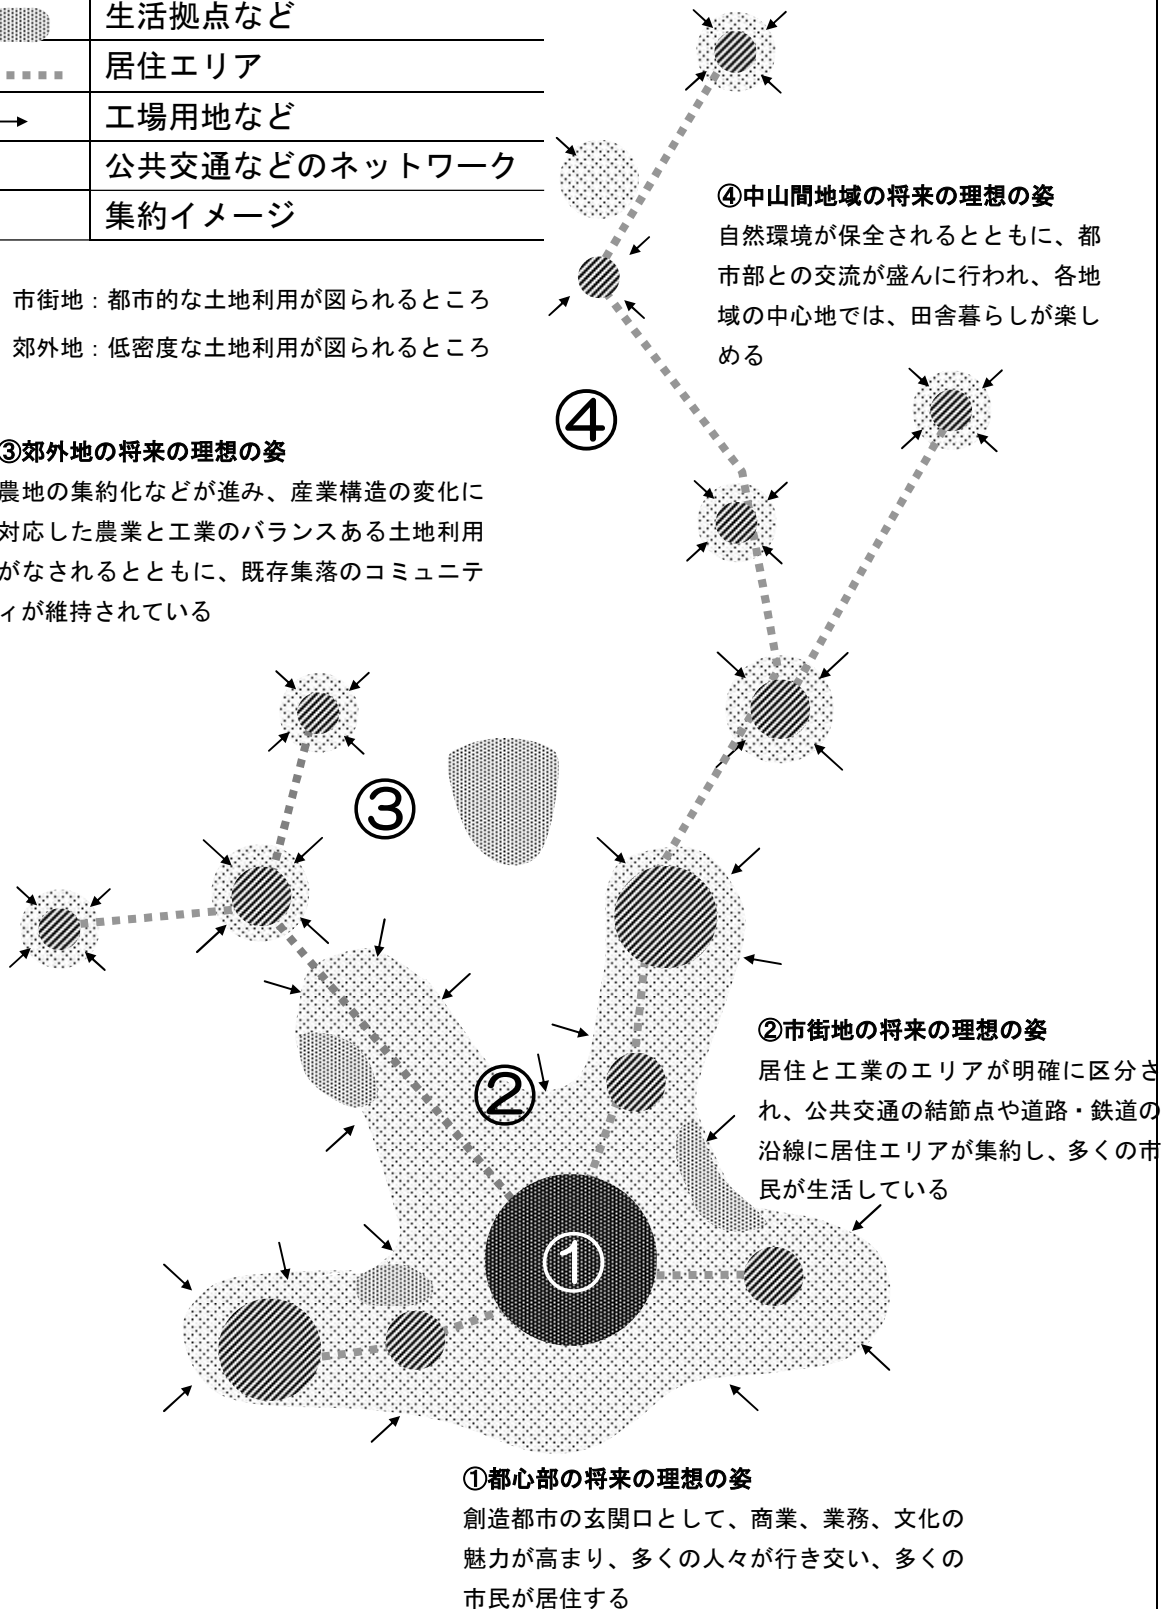 生活拠点など
居住エリア
工場用地など
公共交通などのネットワーク
集約イメージ
市街地：都市的な土地利用が図られるところ
郊外地：低密度な土地利用が図られるところ
④中山間地域の将来の理想の姿
自然環境が保全されるとともに、都
市部との交流が盛んに行われ、各地
域の中心地では、田舎暮らしが楽し
める
④
③郊外地の将来の理想の姿
農地の集約化などが進み、産業構造の変化に
対応した農業と工業のバランスある土地利用
がなされるとともに、既存集落のコミュニテ
ィが維持されている
③
②市街地の将来の理想の姿
居住と工業のエリアが明確に区分さ
れ、公共交通の結節点や道路・鉄道の
沿線に居住エリアが集約し、多くの市
民が生活している
②
①
①都心部の将来の理想の姿
創造都市の玄関口として、商業、業務、文化の
魅力が高まり、多くの人々が行き交い、多くの
市民が居住する